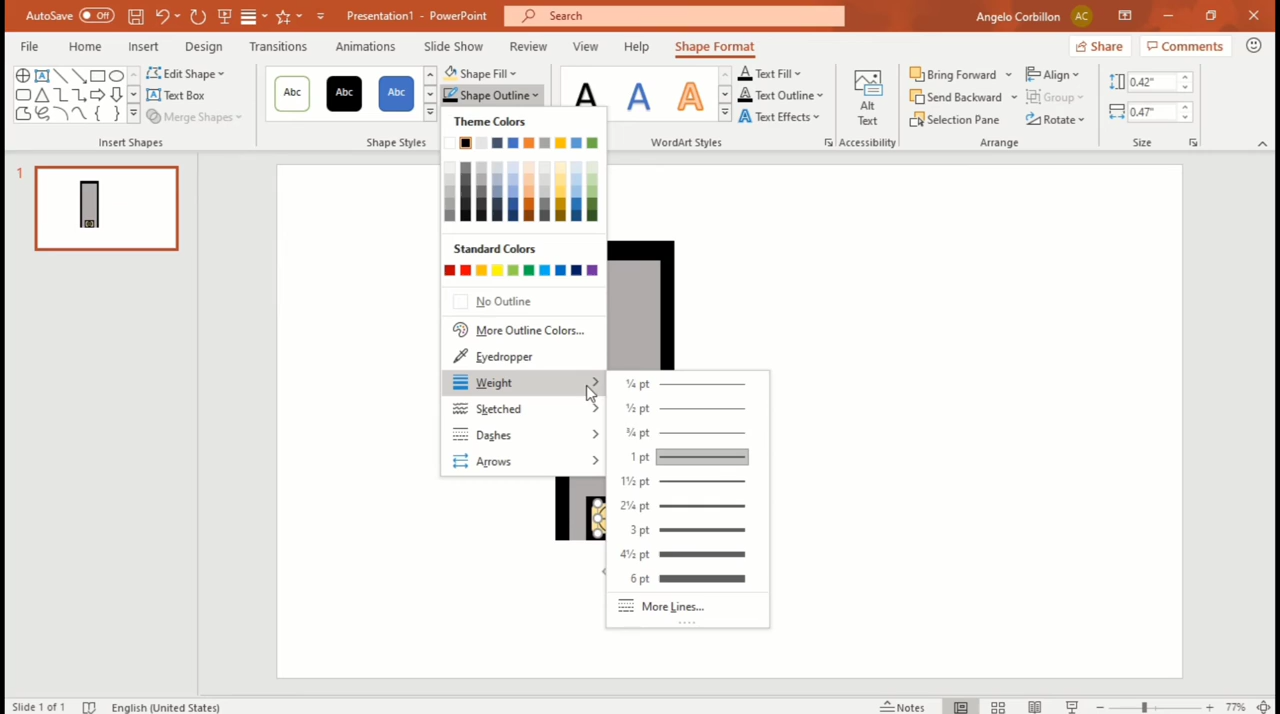 AutoSave Off Presentation1 - PowerPoint Search Angelo Corbillon AC
File Home Insert Design Transitions Animations Slide Show Review View Help Shape Format Share Comments
Edit Shape
Text Box
Merge Shapes
Insert Shapes
Abc Abc Abc
Shape Styles
Shape Fill
Shape Outline
A A A
WordArt Styles
Text Fill
Text Outline
Text Effects
Alt
Text
Accessibility
Bring Forward
Send Backward
Selection Pane
Align
Group
Rotate
Arrange
0.42"
0.47"
Size
Theme Colors
Standard Colors
No Outline
More Outline Colors...
Eyedropper
Weight
Sketched
Dashes
Arrows
¼ pt
½ pt
¾ pt
1 pt
1½ pt
2¼ pt
3 pt
4½ pt
6 pt
More Lines...
1
Slide 1 of 1 English (United States) Notes 77%